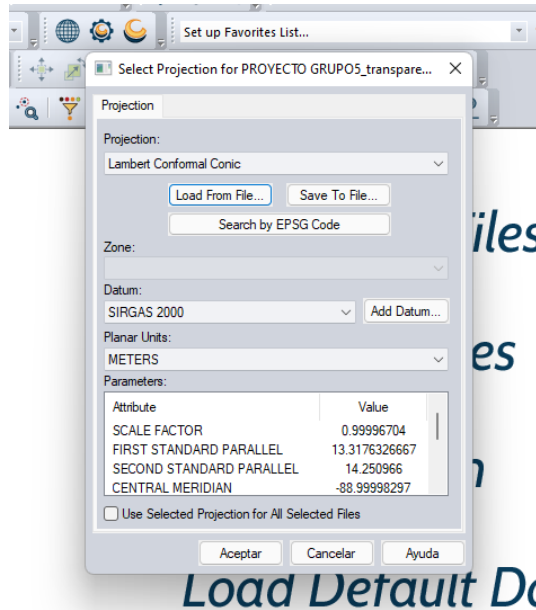 Set up Favorites List...
Select Projection for PROYECTO GRUPO5_transpare...
Projection
Projection:
Lambert Conformal Conic
Load From File...
Save To File...
Search by EPSG Code
Zone:
Datum:
SIRGAS 2000
Add Datum...
Planar Units:
METERS
Parameters:
Attribute Value
SCALE FACTOR 0.99996704
FIRST STANDARD PARALLEL 13.3176326667
SECOND STANDARD PARALLEL 14.250966
CENTRAL MERIDIAN -88.99998297
Use Selected Projection for All Selected Files
Aceptar
Cancelar
Ayuda
iles
es
n
Load Default Da